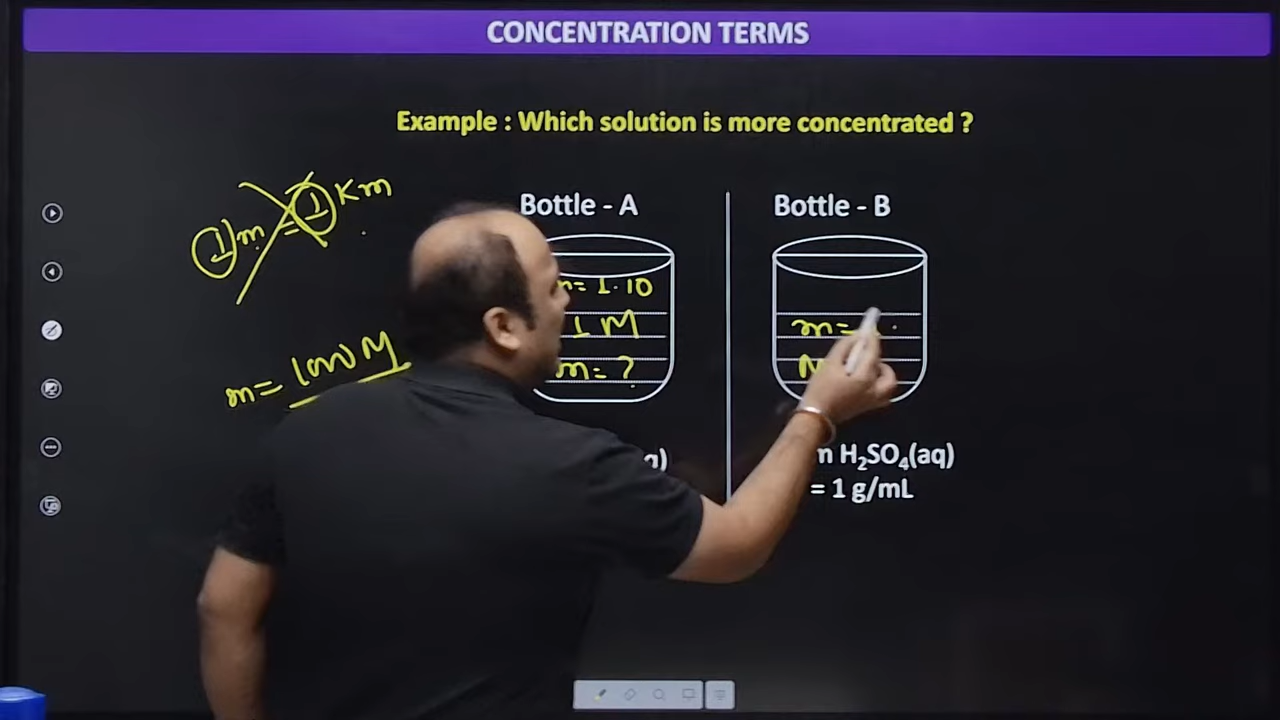 CONCENTRATION TERMS
Example : Which solution is more concentrated ?
Bottle - A
Bottle - B
1m = 1 Km
m = 1000 M
= 1.10
1 M
m = ?
m =
m H₂SO₄(aq)
= 1 g/mL